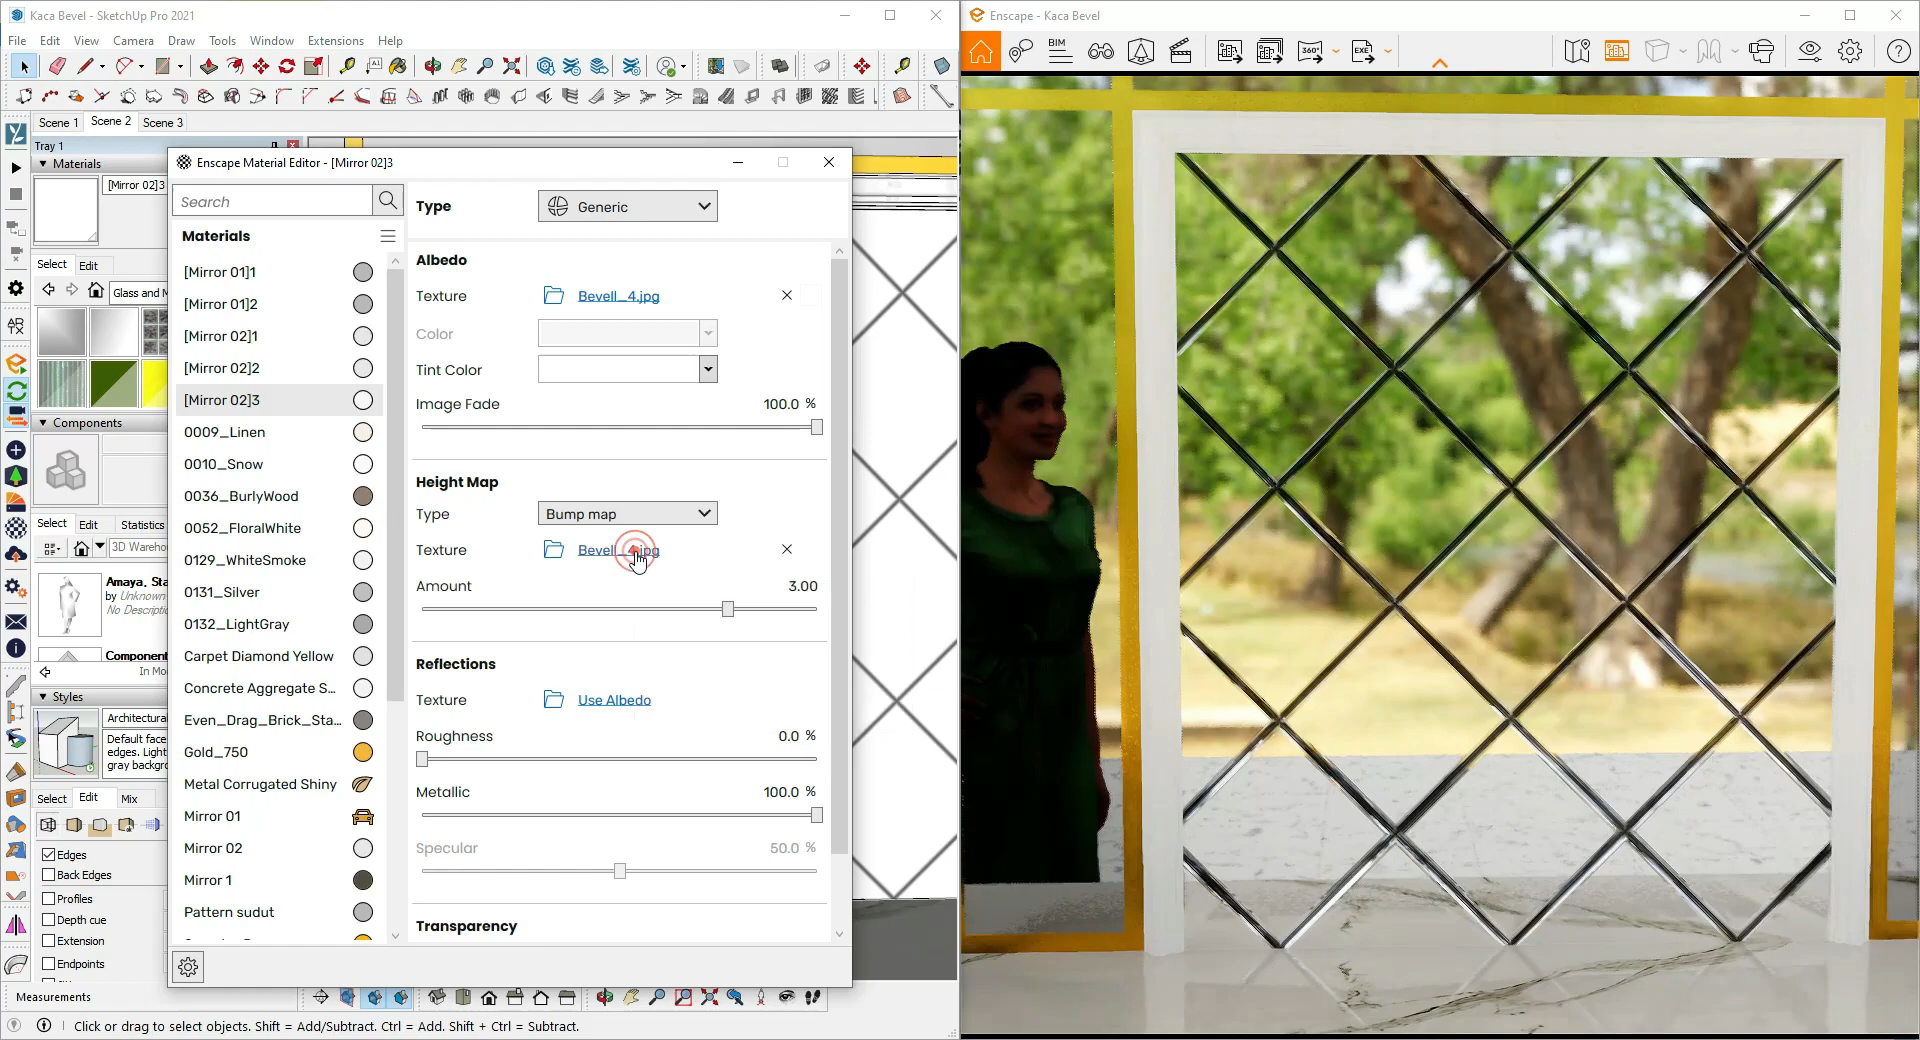 Kaca Bevel - SketchUp Pro 2021
File Edit View Camera Draw Tools Window Extensions Help
Scene 1 Scene 2 Scene 3
Tray 1
Materials
[Mirror 02]3
Select Edit
Glass and M
Components
Select Edit Statistics
3D Wareho
Amaya. Sta
by Unknown
No Descriptio
Component
In Mo
Styles
Architectural
Default face
edges. Light
gray backgro
Select Edit Mix
Edges
Back Edges
Profiles
Depth cue
Extension
Endpoints
Measurements
Click or drag to select objects. Shift = Add/Subtract. Ctrl = Add. Shift + Ctrl = Subtract.
Enscape Material Editor - [Mirror 02]3
Search
Materials
[Mirror 01]1
[Mirror 01]2
[Mirror 02]1
[Mirror 02]2
[Mirror 02]3
0009_Linen
0010_Snow
0036_BurlyWood
0052_FloralWhite
0129_WhiteSmoke
0131_Silver
0132_LightGray
Carpet Diamond Yellow
Concrete Aggregate S...
Even_Drag_Brick_Sta...
Gold_750
Metal Corrugated Shiny
Mirror 01
Mirror 02
Mirror 1
Pattern sudut
Type Generic
Albedo
Texture Bevell_4.jpg
Color
Tint Color
Image Fade 100.0 %
Height Map
Type Bump map
Texture Bevell_
jpg
Amount 3.00
Reflections
Texture Use Albedo
Roughness 0.0 %
Metallic 100.0 %
Specular 50.0 %
Transparency
Enscape - Kaca Bevel
BIM
360°
EXE